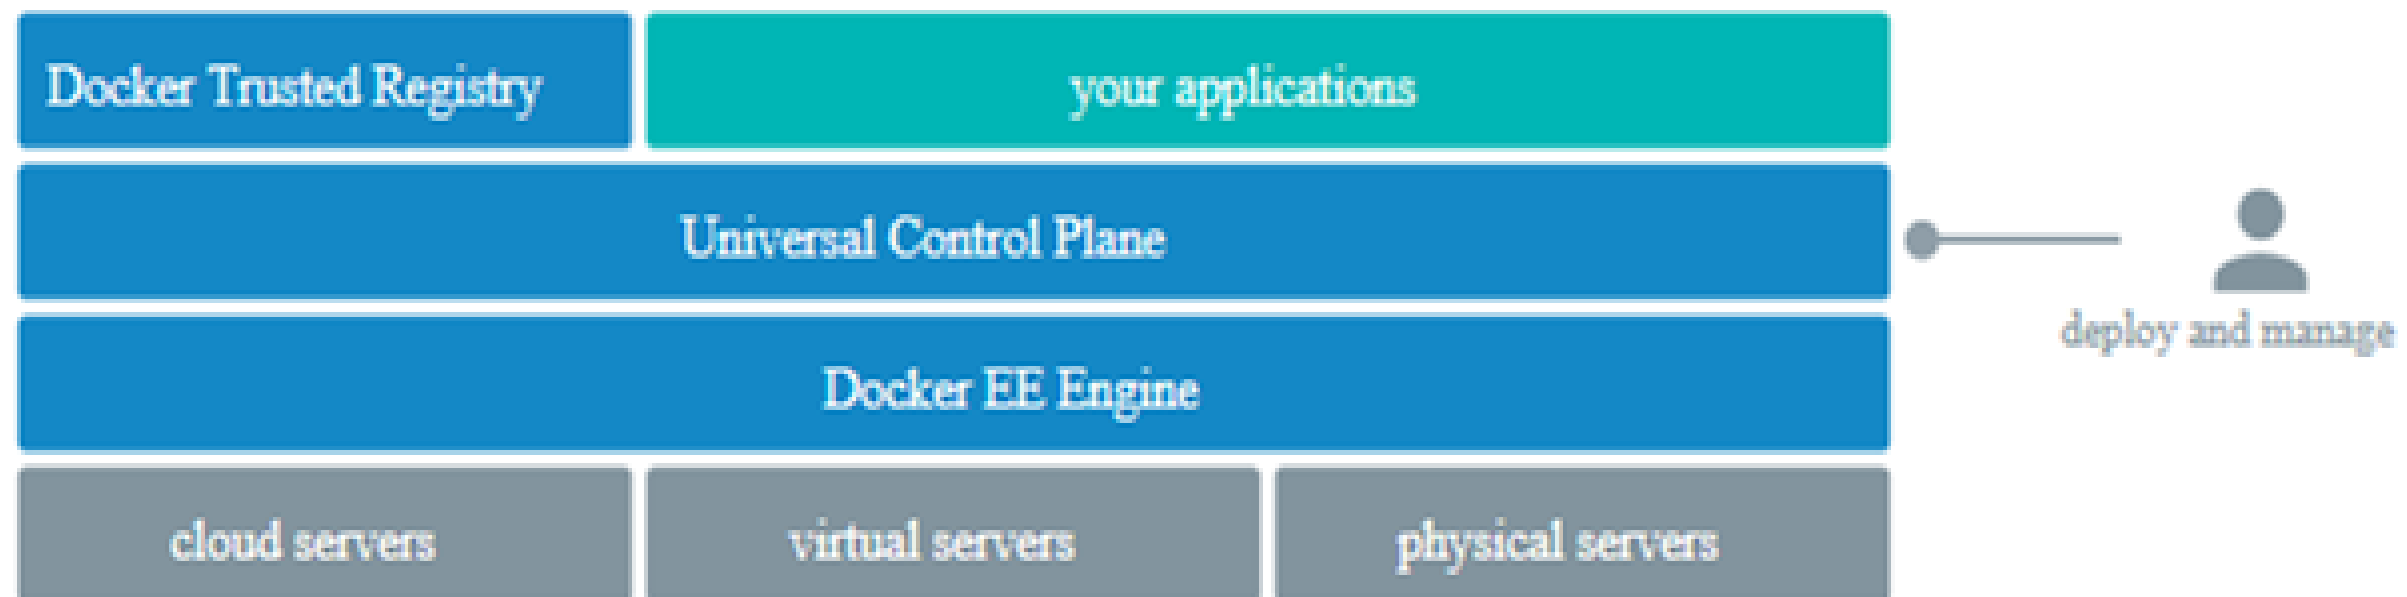 Docker Trusted Registry
your applications
Universal Control Plane
deploy and manage
Docker EE Engine
cloud servers
virtual servers
physical servers